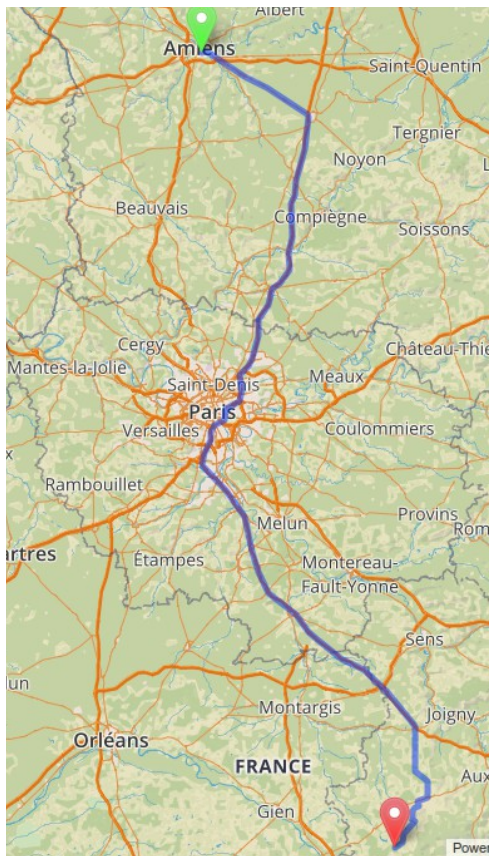 Albert
Amiens
Saint-Quentin
Tergnier
Noyon
L
Beauvais
Compiègne
Soissons
Cergy
Château-Thie
Mantes-la-Jolie
Saint-Denis
Meaux
Paris
Versailles
Coulommiers
x
Rambouillet
Provins
Melun
Rom
artres
Étampes
Montereau-
Fault-Yonne
Sens
lun
Montargis
Joigny
Orléans
FRANCE
Aux
Gien
Power